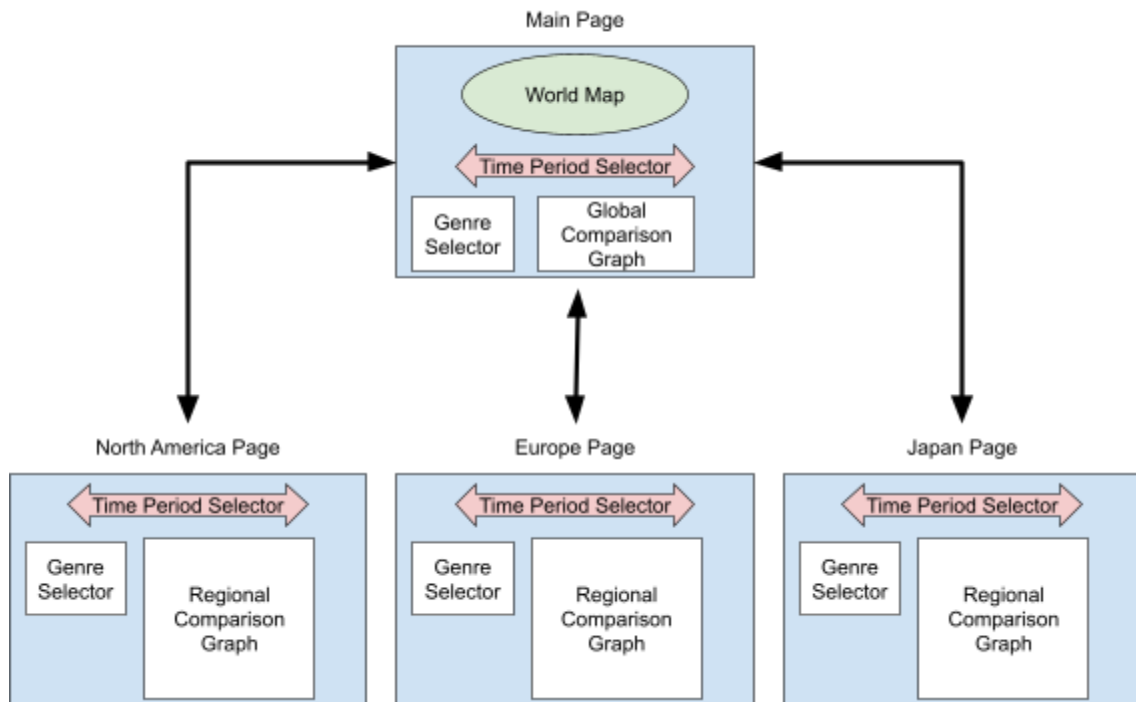 Main Page
World Map
Time Period Selector
Genre
Selector
Global
Comparison
Graph
North America Page
Time Period Selector
Genre
Selector
Regional
Comparison
Graph
Europe Page
Time Period Selector
Genre
Selector
Regional
Comparison
Graph
Japan Page
Time Period Selector
Genre
Selector
Regional
Comparison
Graph